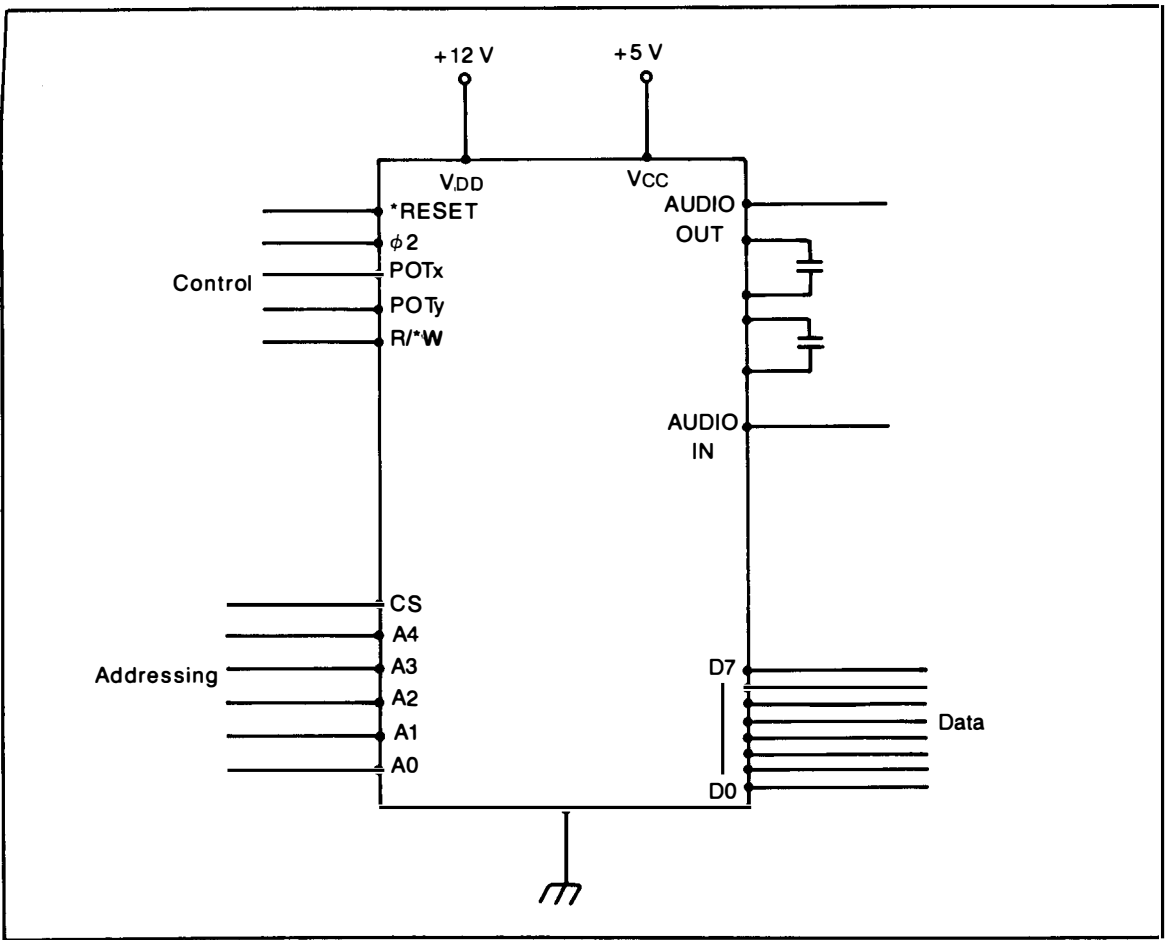 +12 V
+5 V
VDD
VCC
*RESET
φ2
Control
POTx
POTy
R/*W
AUDIO
OUT
AUDIO
IN
CS
A4
Addressing
A3
A2
A1
A0
D7
Data
D0